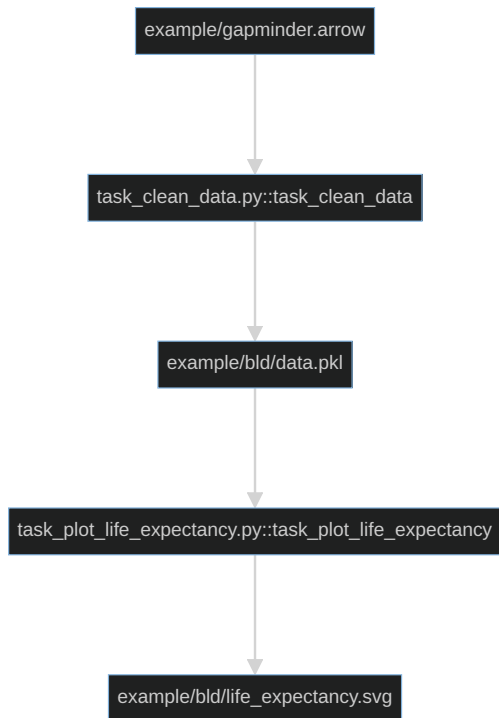 example/gapminder.arrow
task_clean_data.py::task_clean_data
example/bld/data.pkl
task_plot_life_expectancy.py::task_plot_life_expectancy
example/bld/life_expectancy.svg